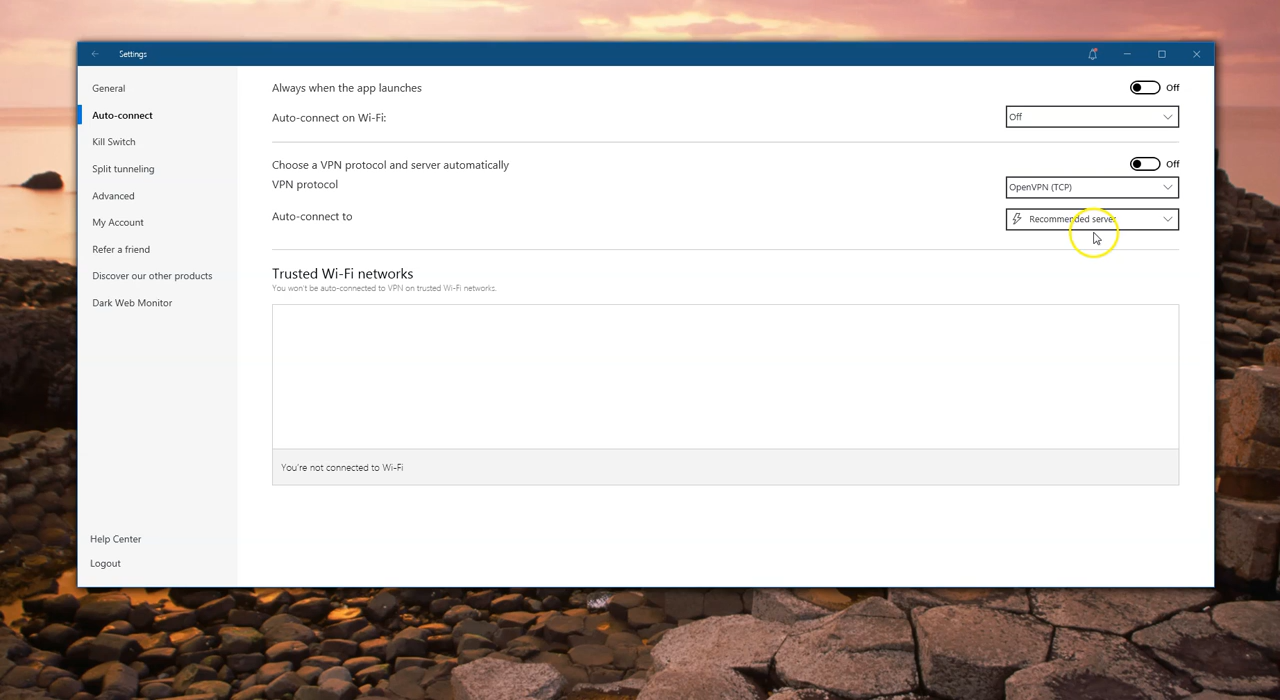 Settings
General
Auto-connect
Kill Switch
Split tunneling
Advanced
My Account
Refer a friend
Discover our other products
Dark Web Monitor
Help Center
Logout
Always when the app launches
Off
Auto-connect on Wi-Fi:
Off
Choose a VPN protocol and server automatically
Off
VPN protocol
OpenVPN (TCP)
Auto-connect to
Recommended server
Trusted Wi-Fi networks
You won't be auto-connected to VPN on trusted Wi-Fi networks.
You're not connected to Wi-Fi